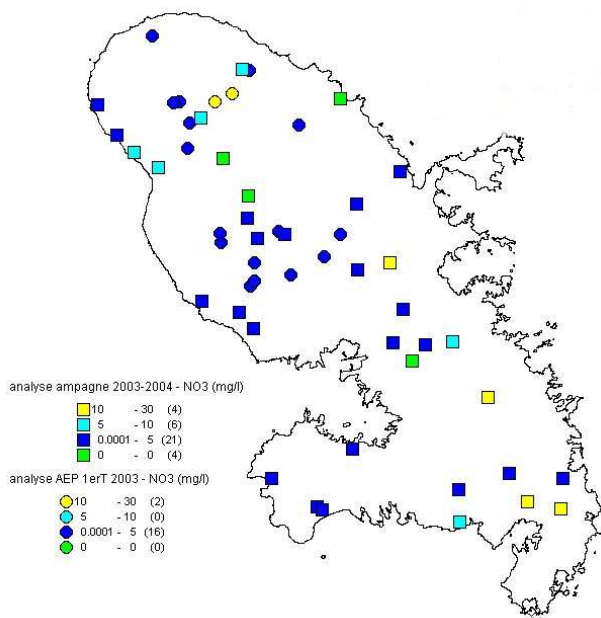 analyse ampagne 2003-2004 - NO3 (mg/l)
10 - 30 (4)
5 - 10 (6)
0.0001 - 5 (21)
0 - 0 (4)
analyse AEP 1erT 2003 - NO3 (mg/l)
10 - 30 (2)
5 - 10 (0)
0.0001 - 5 (16)
0 - 0 (0)